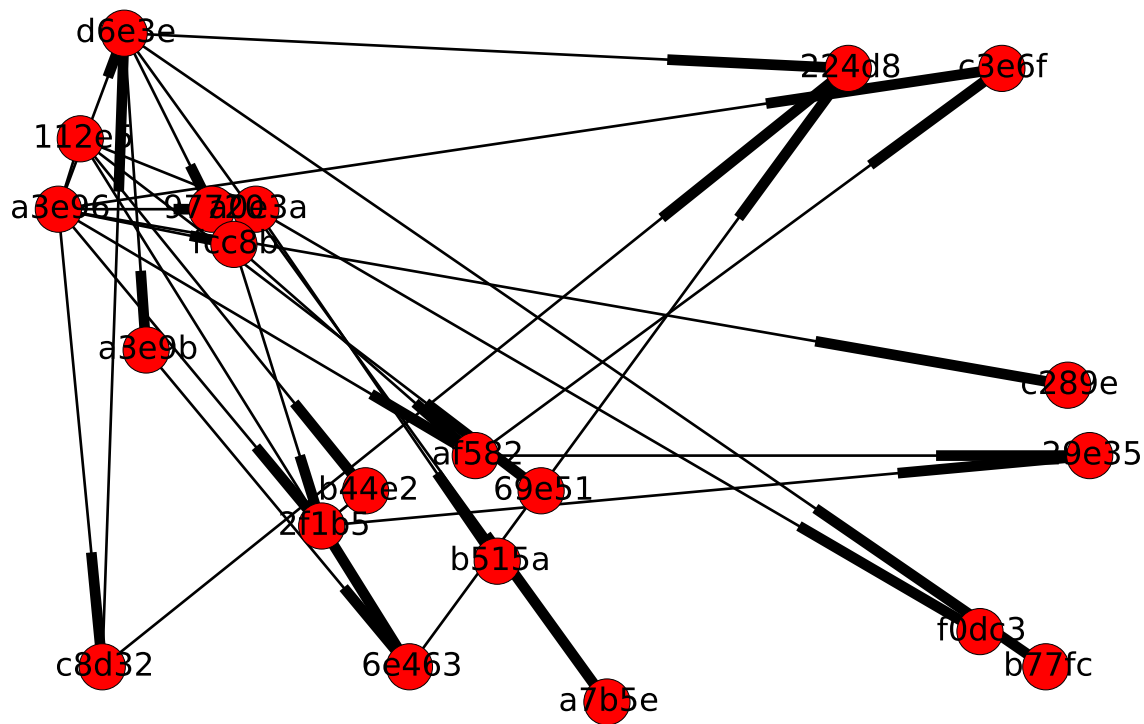 d6e3e
224d8
c3e6f
112e5
a3e96
a0e3a
fcc8b
a3e9b
c289e
af582
29e35
b44e2
69e51
2f1b5
b515a
f0dc3
c8d32
6e463
b77fc
a7b5e